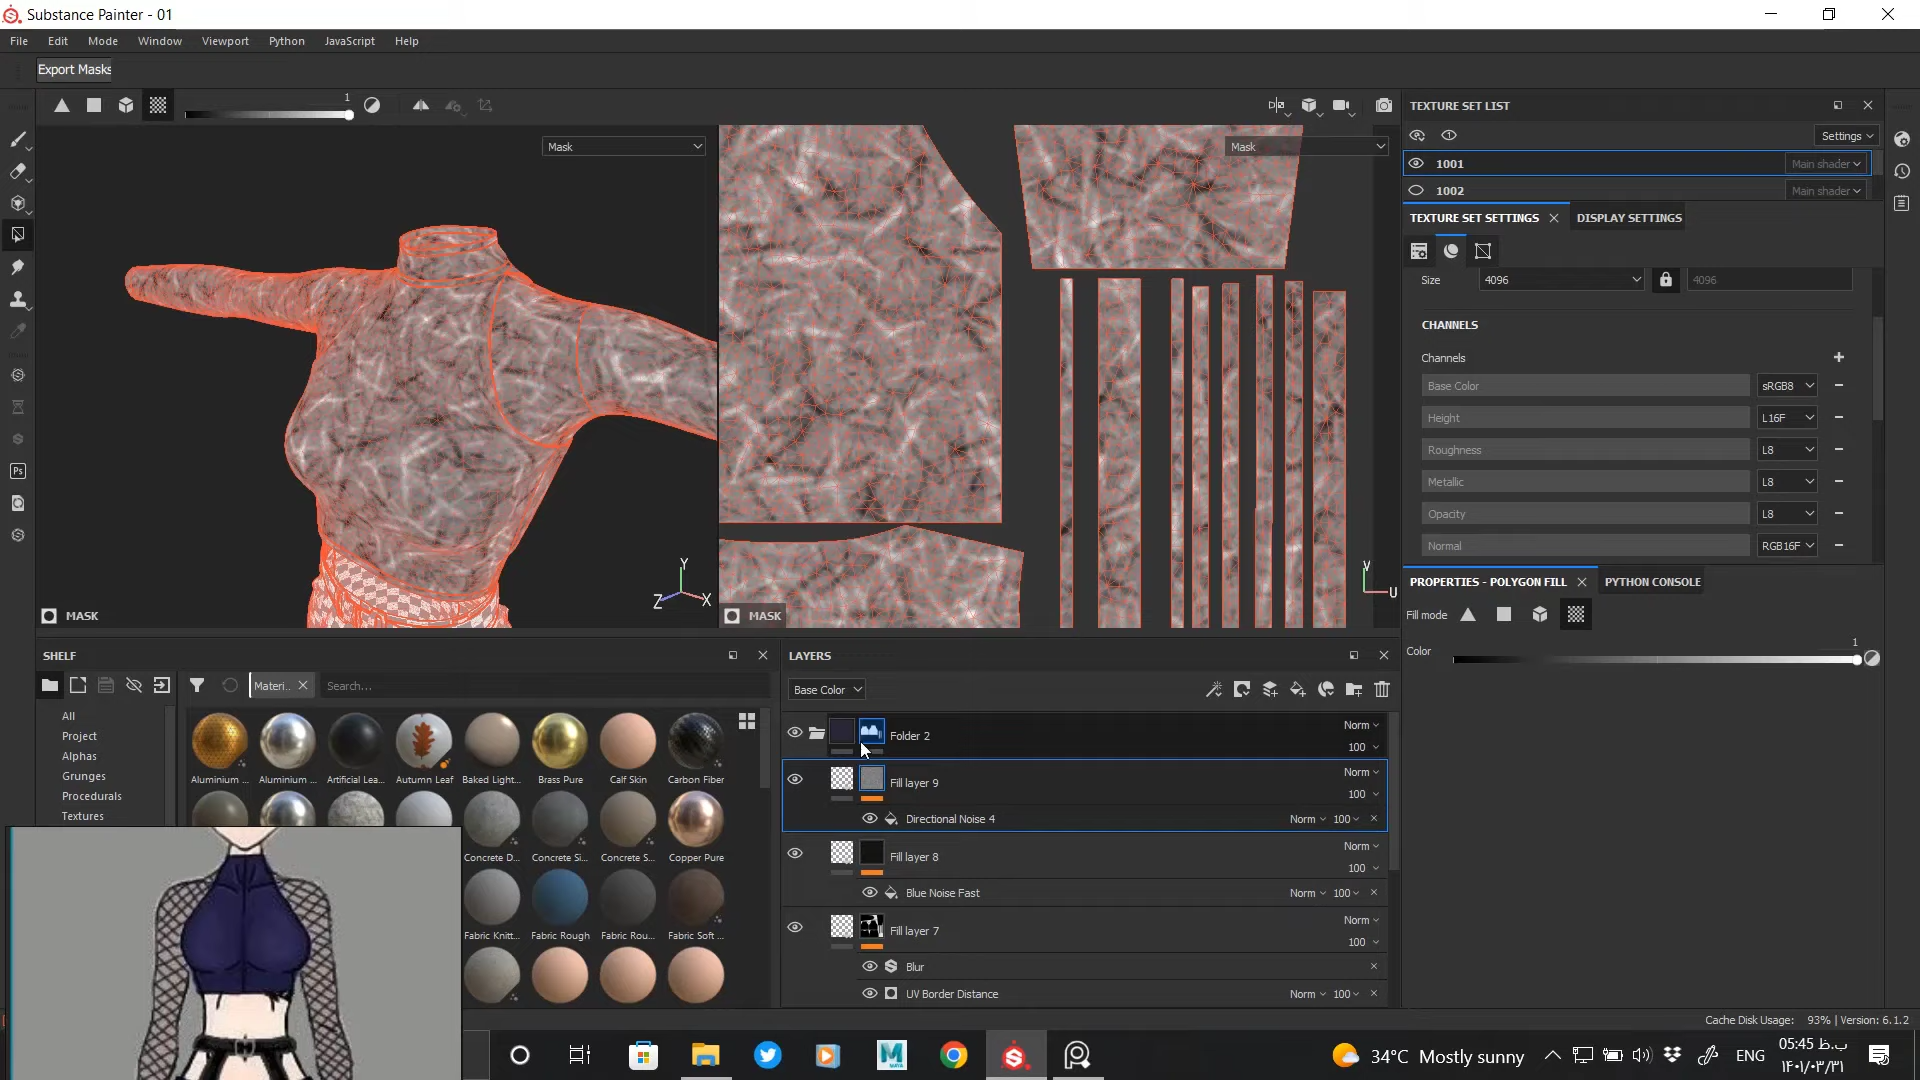 Substance Painter - 01
File Edit Mode Window Viewport Python JavaScript Help
Export Masks
1
Mask
Mask
MASK
MASK
Y
Z X
V
U
TEXTURE SET LIST
Settings
1001 Main shader
1002 Main shader
TEXTURE SET SETTINGS DISPLAY SETTINGS
Size 4096 4096
CHANNELS
Channels
Base Color sRGB8
Height L16F
Roughness L8
Metallic L8
Opacity L8
Normal RGB16F
PROPERTIES - POLYGON FILL PYTHON CONSOLE
Fill mode
Color 1
SHELF
Materi.. Search...
All
Project
Alphas
Grunges
Procedurals
Textures
Aluminium ... Aluminium ... Artificial Lea... Autumn Leaf Baked Light... Brass Pure Calf Skin Carbon Fiber
Concrete D... Concrete Si... Concrete S... Copper Pure
Fabric Knitt... Fabric Rough Fabric Rou... Fabric Soft ...
LAYERS
Base Color
Folder 2 Norm 100
Fill layer 9 Norm 100
Directional Noise 4 Norm 100
Fill layer 8 Norm 100
Blue Noise Fast Norm 100
Fill layer 7 Norm 100
Blur
UV Border Distance Norm 100
Cache Disk Usage: 93% | Version: 6.1.2
Ps
MAYA
34°C Mostly sunny
ENG
05:45 ب.ظ
۱۴۰۱/۰۳/۳۱